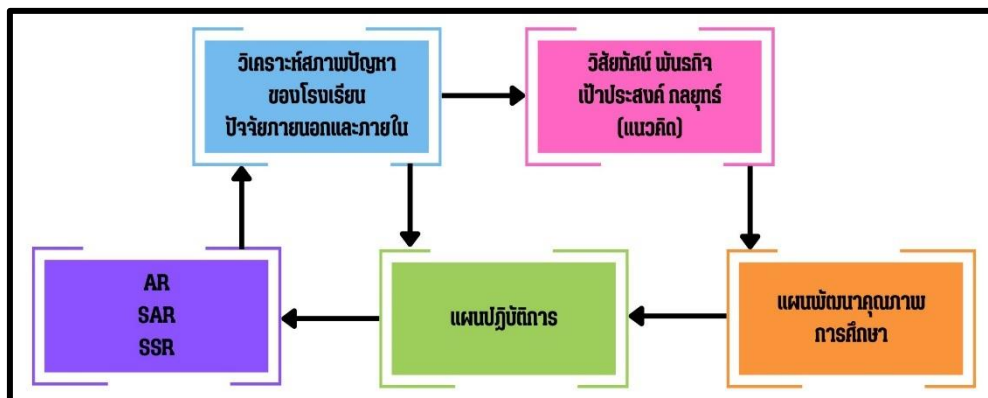 วิเคราะห์สภาพปัญหา
ของโรงเรียน
ปัจจัยภายนอกและภายใน
วิสัยทัศน์ พันธกิจ
เป้าประสงค์ กลยุทธ์
(แนวคิด)
AR
SAR
SSR
แผนปฏิบัติการ
แผนพัฒนาคุณภาพ
การศึกษา